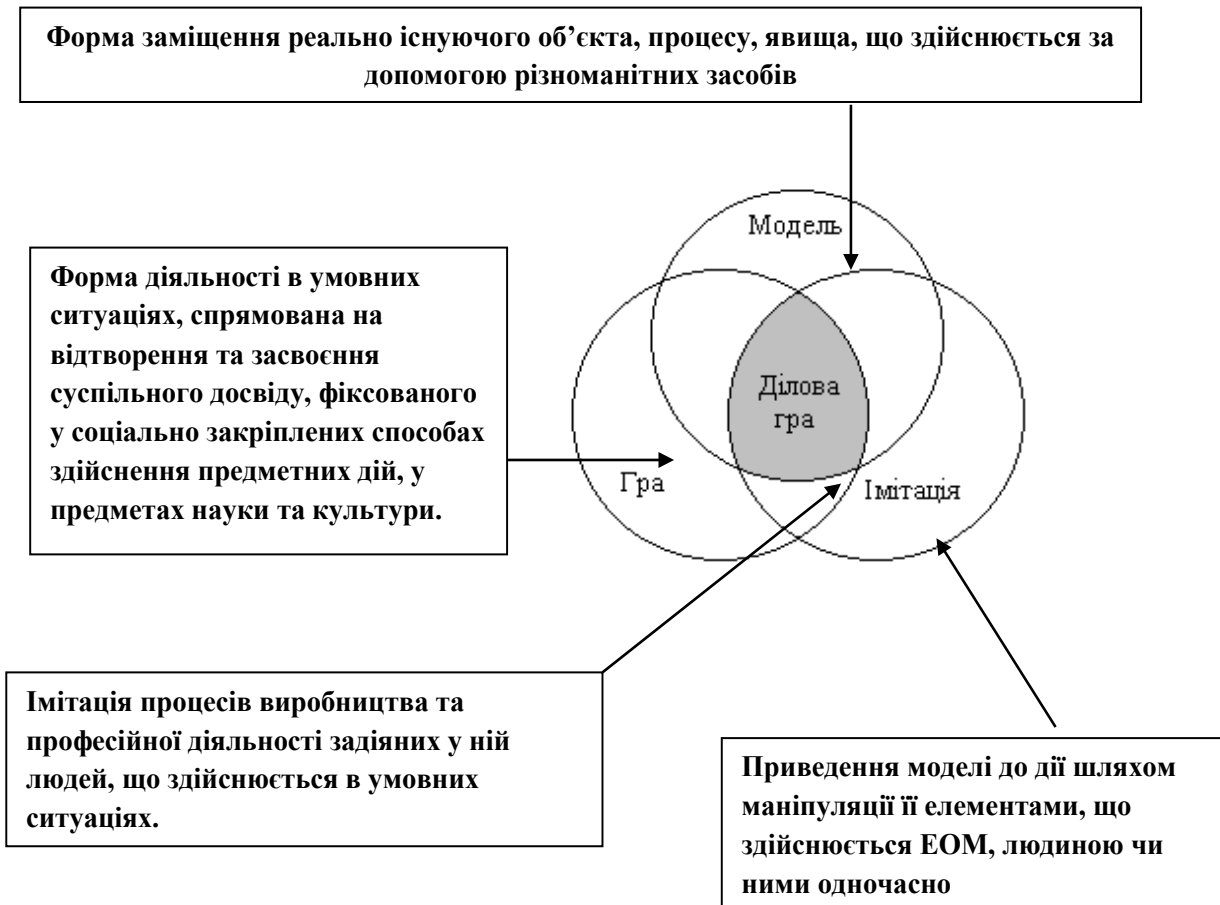 Форма заміщення реально існуючого об’єкта, процесу, явища, що здійснюється за
допомогою різноманітних засобів
Модель
Форма діяльності в умовних
ситуаціях, спрямована на
відтворення та засвоєння
суспільного досвіду, фіксованого
у соціально закріплених способах
здійснення предметних дій, у
предметах науки та культури.
Ділова
гра
Гра
Імітація
Імітація процесів виробництва та
професійної діяльності задіяних у ній
людей, що здійснюється в умовних
ситуаціях.
Приведення моделі до дії шляхом
маніпуляції її елементами, що
здійснюється ЕОМ, людиною чи
ними одночасно